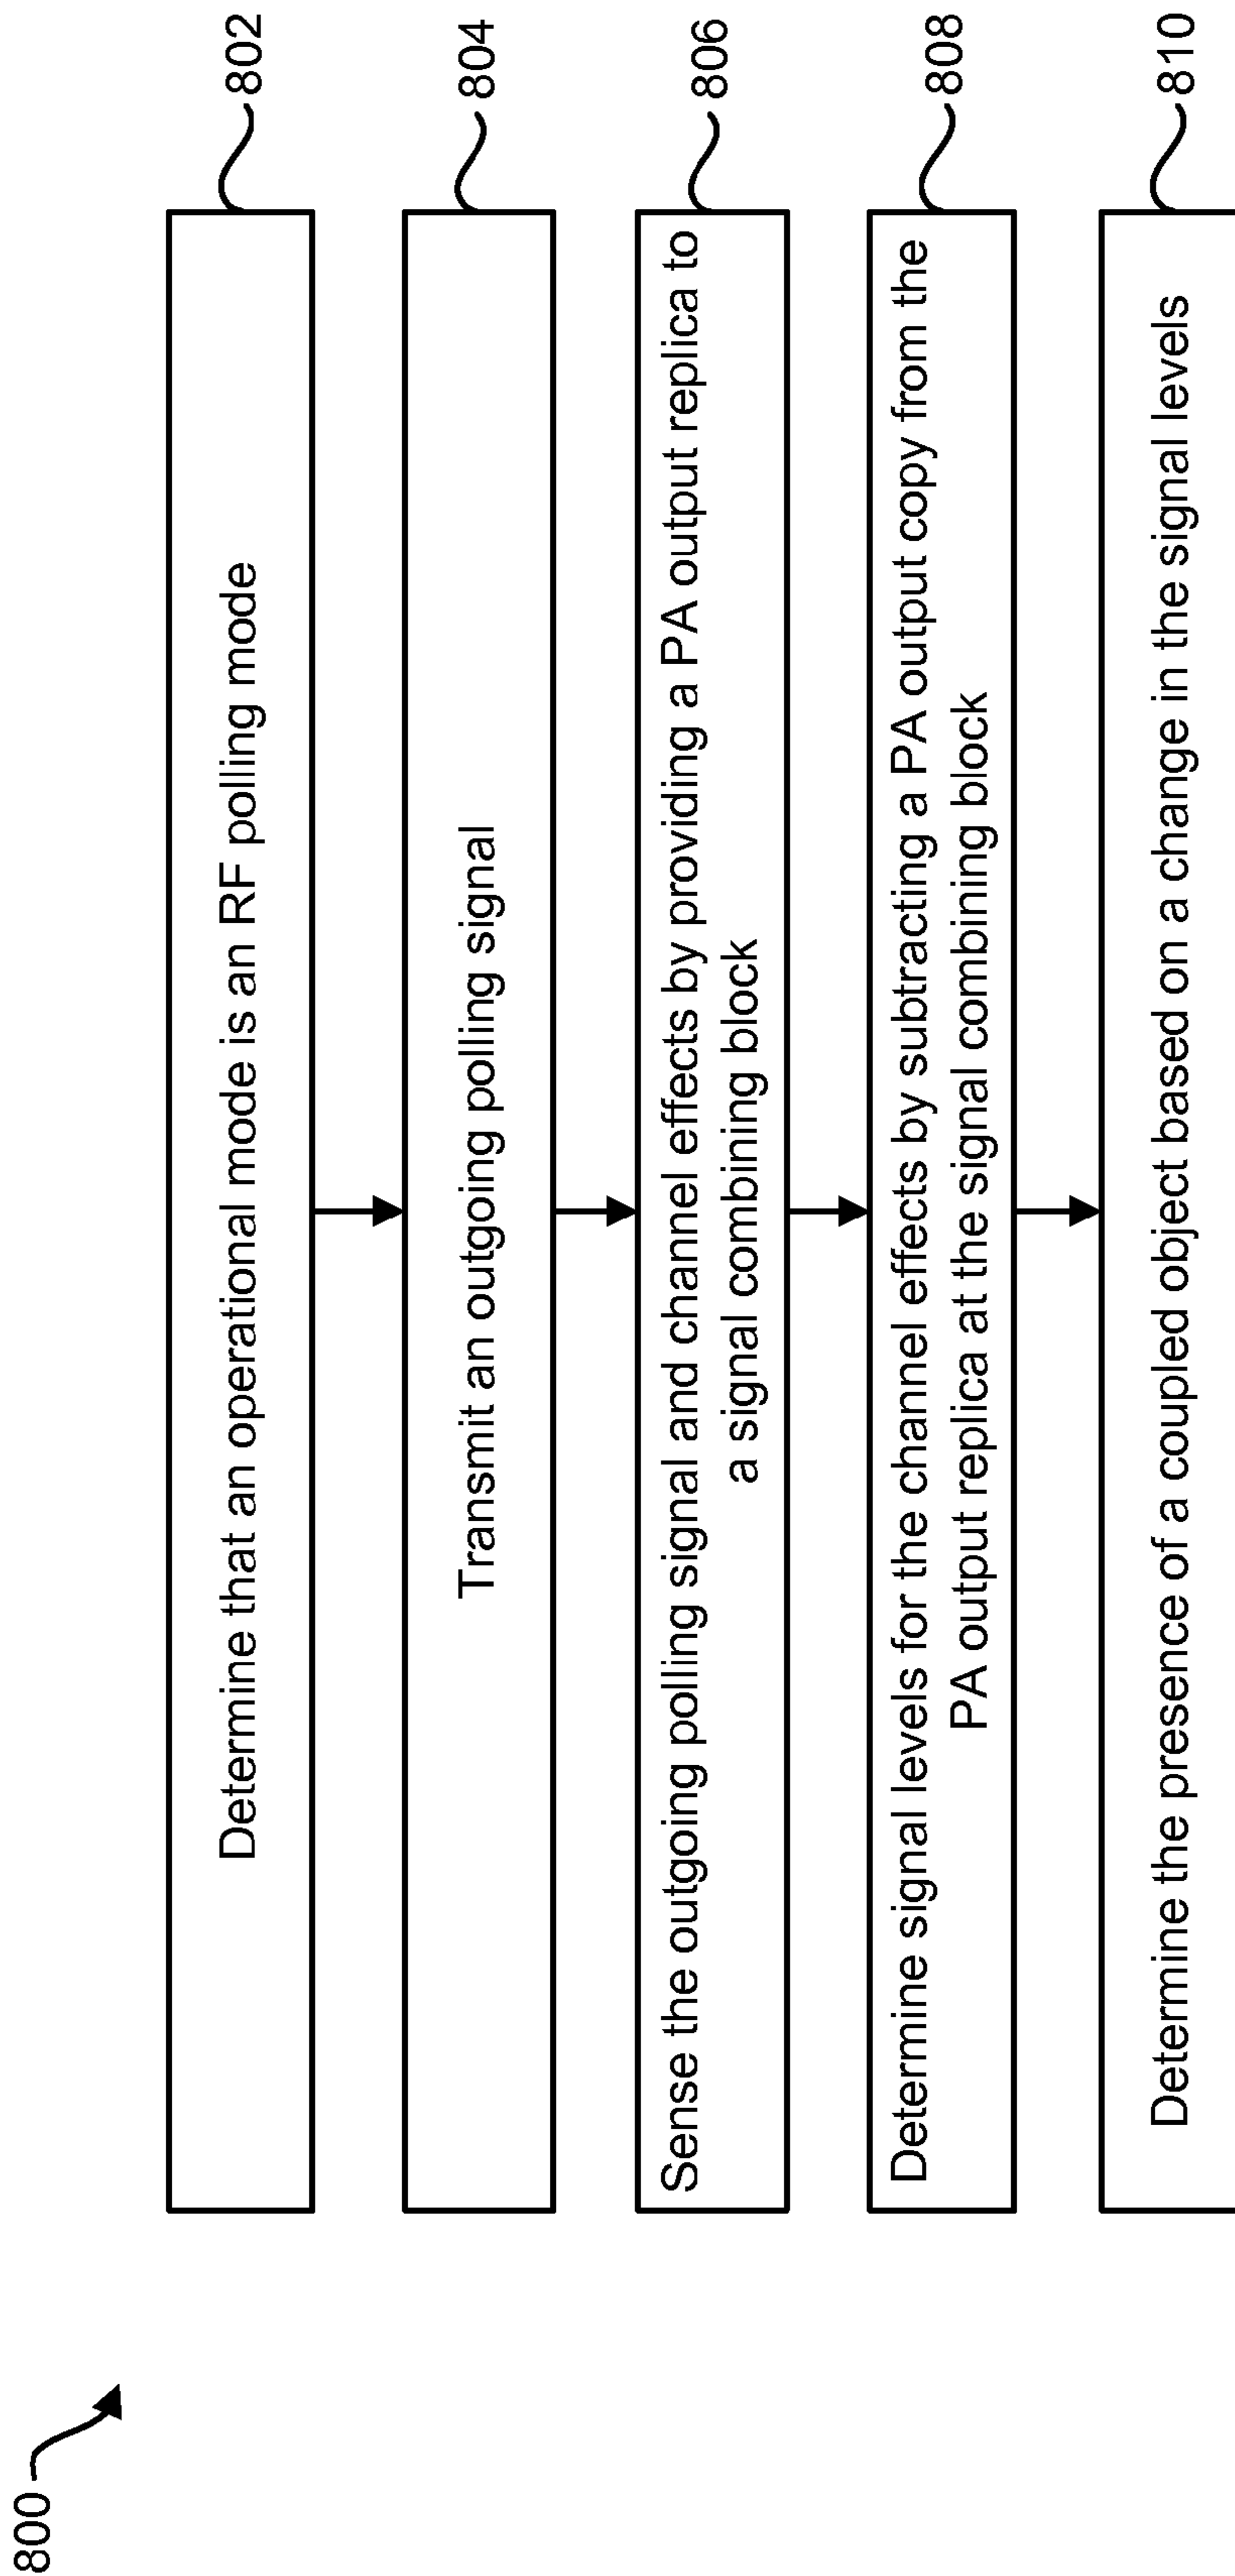 800
Determine that an operational mode is an RF polling mode
802
Transmit an outgoing polling signal
804
Sense the outgoing polling signal and channel effects by providing a PA output replica to
a signal combining block
806
Determine signal levels for the channel effects by subtracting a PA output copy from the
PA output replica at the signal combining block
808
Determine the presence of a coupled object based on a change in the signal levels
810